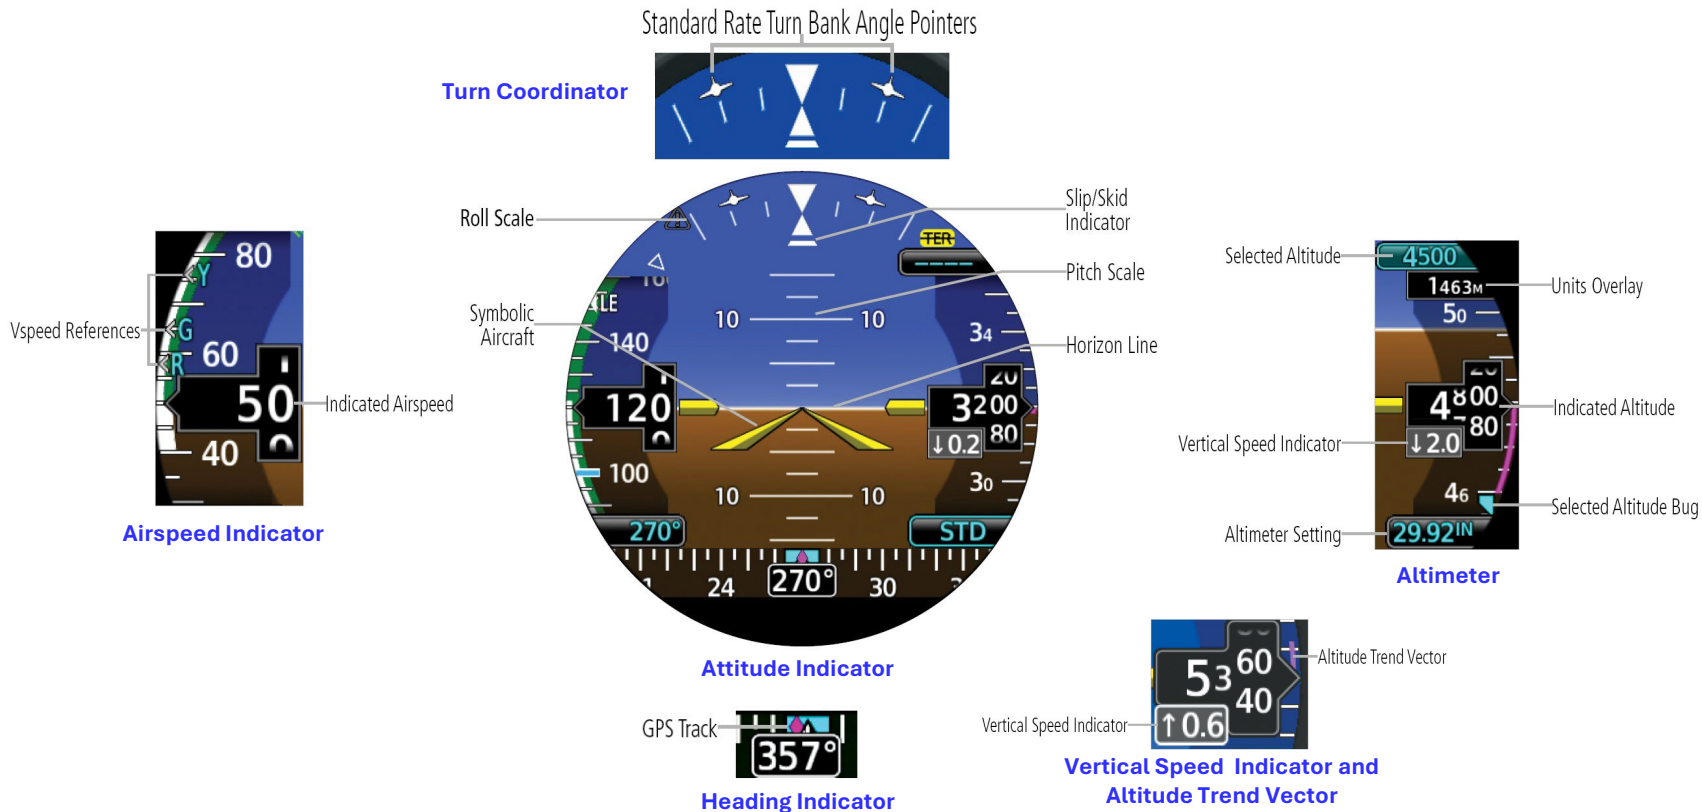 Standard Rate Turn Bank Angle Pointers
Turn Coordinator
Roll Scale
Slip/Skid
Indicator
TER
Pitch Scale
Symbolic
Aircraft
Horizon Line
LE
10 10
140
34
120
20
3200
80
↓0.2
100
30
10 10
270°
STD
24
270°
30
Attitude Indicator
80
Y
G
60
R
50
40
Vspeed References
Indicated Airspeed
Airspeed Indicator
Selected Altitude
4500
1463M
Units Overlay
50
4800
80
Indicated Altitude
Vertical Speed Indicator
↓2.0
46
Selected Altitude Bug
Altimeter Setting
29.92IN
Altimeter
GPS Track
357°
Heading Indicator
53
60
40
Altitude Trend Vector
Vertical Speed Indicator
↑0.6
Vertical Speed Indicator and
Altitude Trend Vector